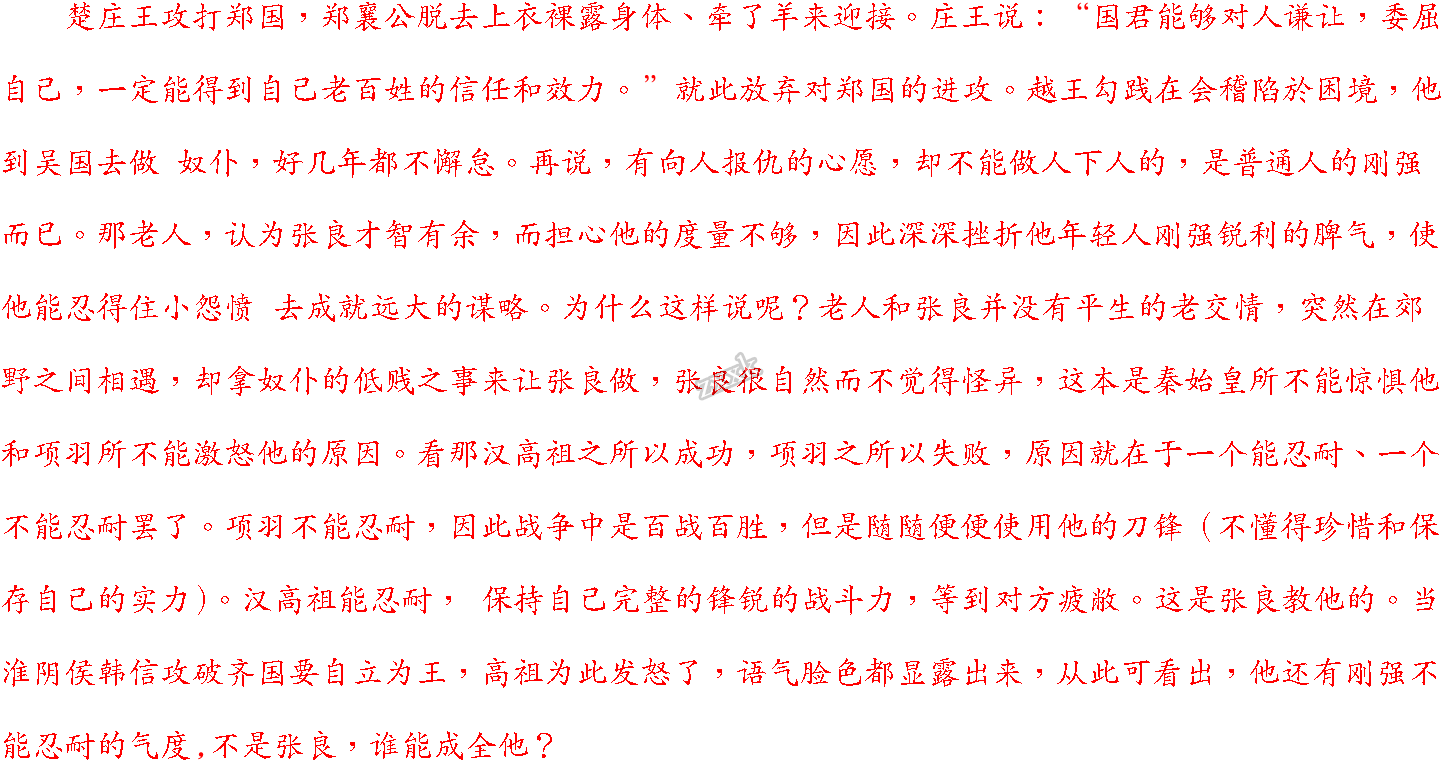 楚庄王攻打郑国，郑襄公脱去上衣裸露身体、牵了羊来迎接。庄王说：“国君能够对人谦让，委屈
自己，一定能得到自己老百姓的信任和效力。”就此放弃对郑国的进攻。越王勾践在会稽陷於困境，他
到吴国去做 奴仆，好几年都不懈怠。再说，有向人报仇的心愿，却不能做人下人的，是普通人的刚强
而已。那老人，认为张良才智有余，而担心他的度量不够，因此深深挫折他年轻人刚强锐利的脾气，使
他能忍得住小怨愤 去成就远大的谋略。为什么这样说呢？老人和张良并没有平生的老交情，突然在郊
野之间相遇，却拿奴仆的低贱之事来让张良做，张良很自然而不觉得怪异，这本是秦始皇所不能惊惧他
和项羽所不能激怒他的原因。看那汉高祖之所以成功，项羽之所以失败，原因就在于一个能忍耐、一个
不能忍耐罢了。项羽不能忍耐，因此战争中是百战百胜，但是随随便便使用他的刀锋（不懂得珍惜和保
存自己的实力）。汉高祖能忍耐， 保持自己完整的锋锐的战斗力，等到对方疲敝。这是张良教他的。当
淮阴侯韩信攻破齐国要自立为王，高祖为此发怒了，语气脸色都显露出来，从此可看出，他还有刚强不
能忍耐的气度,不是张良，谁能成全他？